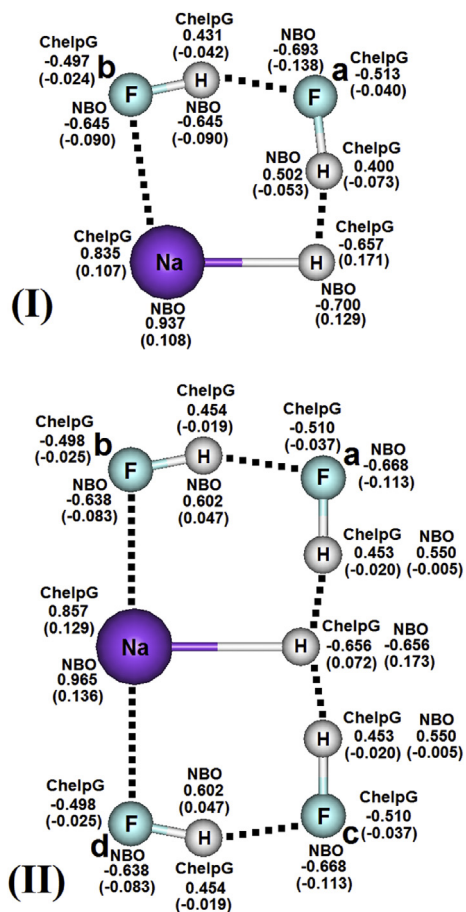 ChelpG
-0.497
(-0.024)
b
F
NBO
-0.645
(-0.090)
ChelpG
0.431
(-0.042)
H
NBO
-0.645
(-0.090)
NBO
-0.693
(-0.138)
a
F
ChelpG
-0.513
(-0.040)
NBO
0.502
(-0.053)
H
ChelpG
0.400
(-0.073)
ChelpG
0.835
(0.107)
Na
NBO
0.937
(0.108)
H
ChelpG
-0.657
(0.171)
NBO
-0.700
(0.129)
(I)
ChelpG
-0.498
(-0.025)
b
F
NBO
-0.638
(-0.083)
ChelpG
0.454
(-0.019)
H
NBO
0.602
(0.047)
ChelpG
-0.510
(-0.037)
a
F
NBO
-0.668
(-0.113)
H
ChelpG NBO
0.453 0.550
(-0.020) (-0.005)
ChelpG
0.857
(0.129)
Na
NBO
0.965
(0.136)
H
ChelpG NBO
-0.656 -0.656
(0.072) (0.173)
H
ChelpG NBO
0.453 0.550
(-0.020) (-0.005)
ChelpG
-0.498
(-0.025)
d
F
NBO
-0.638
(-0.083)
NBO
0.602
(0.047)
H
ChelpG
0.454
(-0.019)
F
c
ChelpG
-0.510
(-0.037)
NBO
-0.668
(-0.113)
(II)